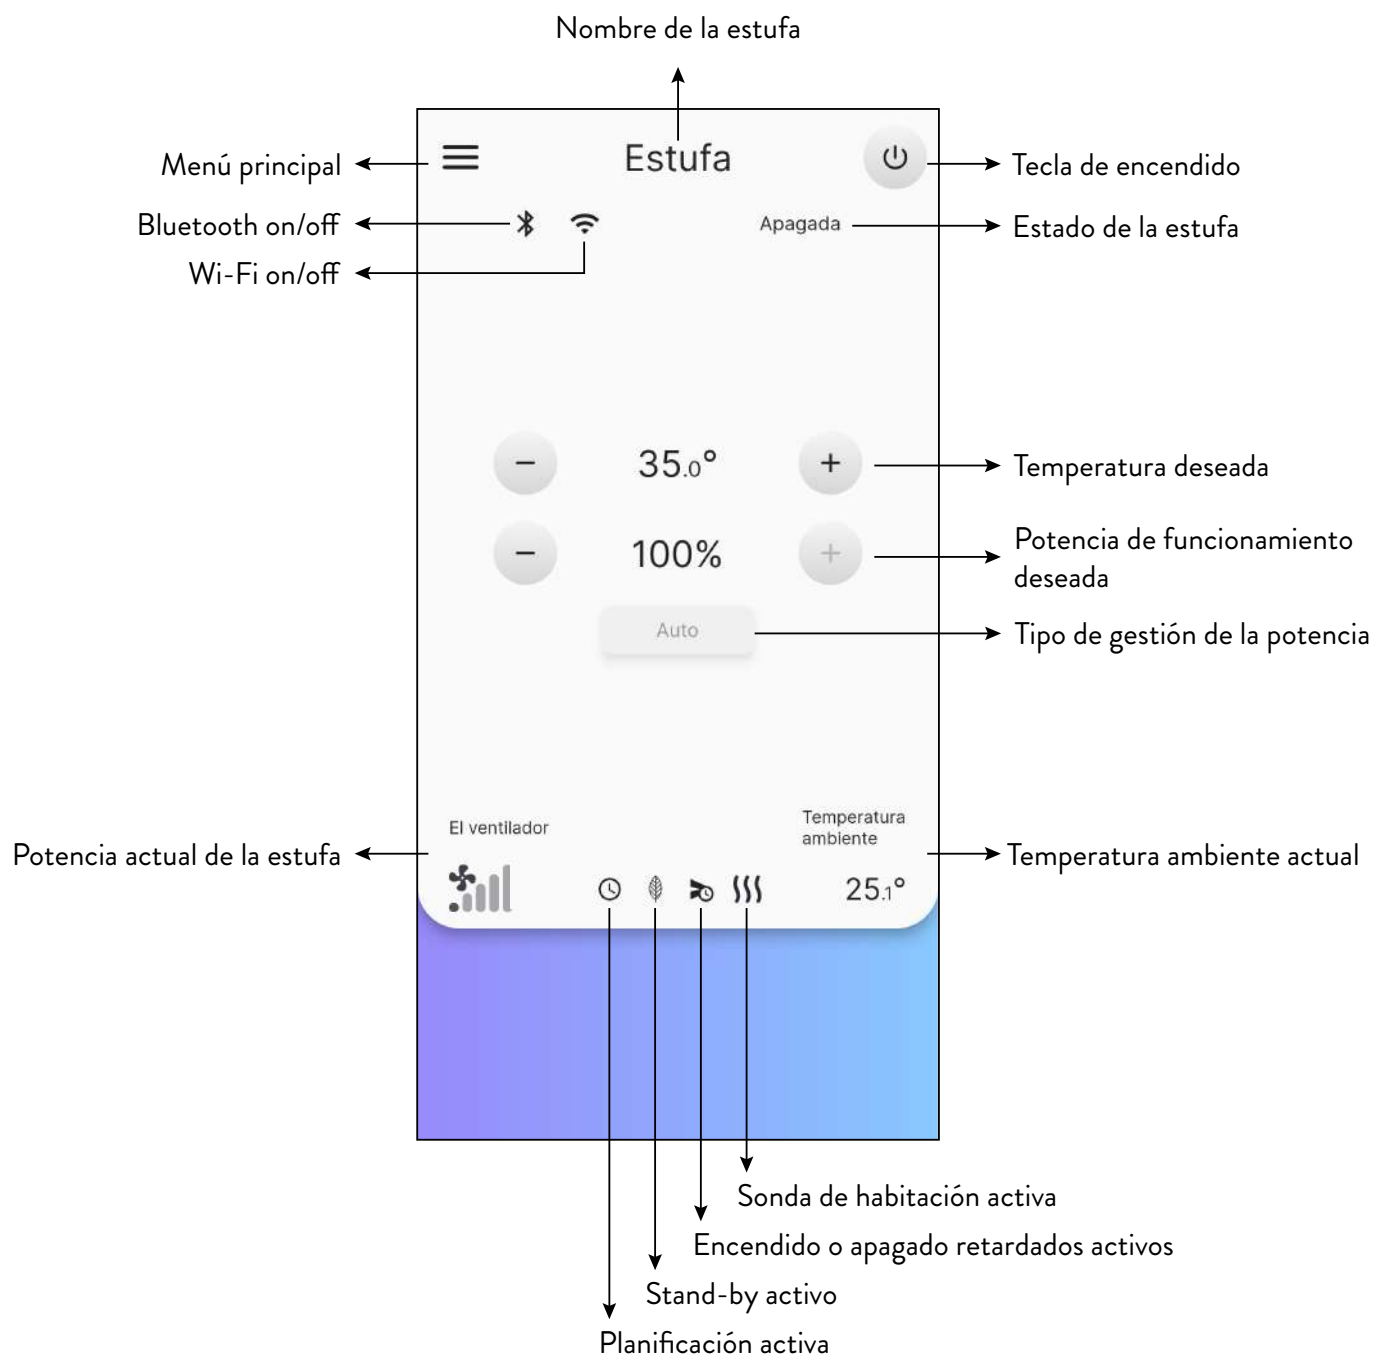 Nombre de la estufa
Menú principal
Estufa
Tecla de encendido
Bluetooth on/off
Apagada
Estado de la estufa
Wi-Fi on/off
−
35.0°
+
Temperatura deseada
−
100%
+
Potencia de funcionamiento
deseada
Auto
Tipo de gestión de la potencia
El ventilador
Temperatura
ambiente
Potencia actual de la estufa
Temperatura ambiente actual
25.1°
Sonda de habitación activa
Encendido o apagado retardados activos
Stand-by activo
Planificación activa